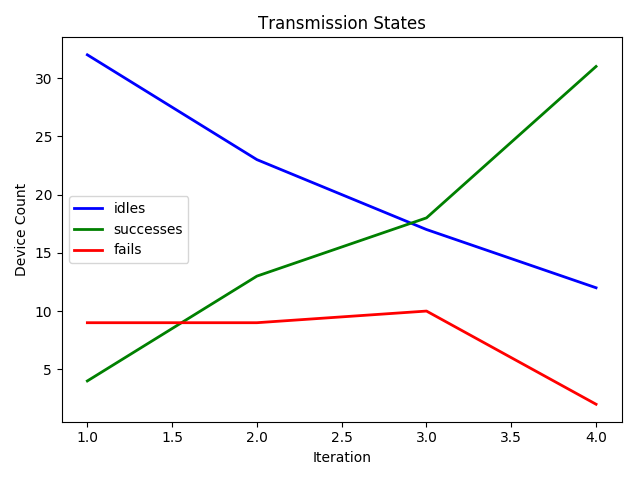 Transmission States
30
25
20
15
10
5
Device Count
idles
successes
fails
1.0 1.5 2.0 2.5 3.0 3.5 4.0
Iteration